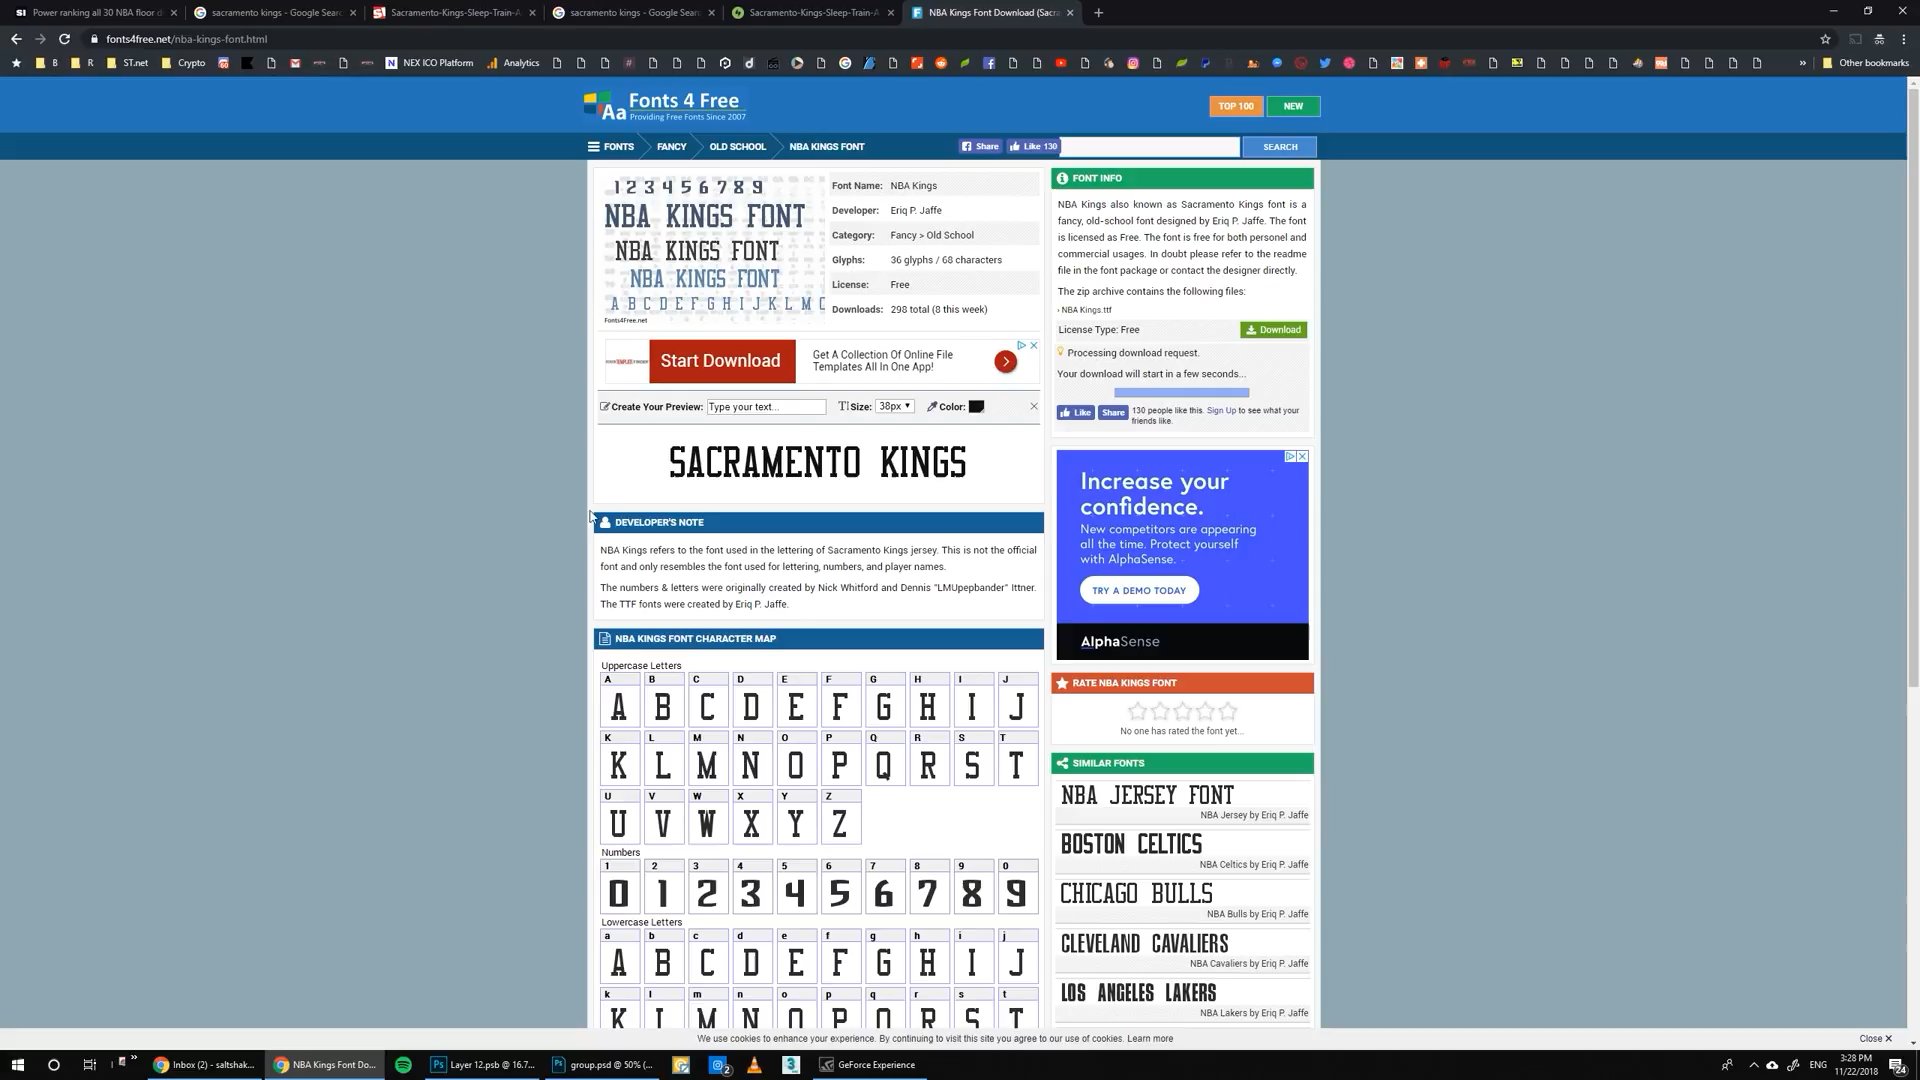 Power ranking all 30 NBA floor d
sacramento kings - Google Search
Sacramento-Kings-Sleep-Train-A
sacramento kings - Google Searc
Sacramento-Kings-Sleep-Train-A
NBA Kings Font Download (Sacra
fonts4free.net/nba-kings-font.html
B
R
ST.net
Crypto
NEX ICO Platform
Analytics
Other bookmarks
Aa Fonts 4 Free
Providing Free Fonts Since 2007
TOP 100
NEW
FONTS
FANCY
OLD SCHOOL
NBA KINGS FONT
Share
Like 130
SEARCH
1 2 3 4 5 6 7 8 9
NBA KINGS FONT
NBA KINGS FONT
NBA KINGS FONT
A B C D E F G H I J K L M
Fonts4Free.net
Font Name: NBA Kings
Developer: Eriq P. Jaffe
Category: Fancy > Old School
Glyphs: 36 glyphs / 68 characters
License: Free
Downloads: 298 total (8 this week)
Start Download
Get A Collection Of Online File
Templates All In One App!
Create Your Preview: Type your text... Size: 38px Color:
SACRAMENTO KINGS
DEVELOPER'S NOTE
NBA Kings refers to the font used in the lettering of Sacramento Kings jersey. This is not the official
font and only resembles the font used for lettering, numbers, and player names.
The numbers & letters were originally created by Nick Whitford and Dennis "LMUpepbander" Ittner.
The TTF fonts were created by Eriq P. Jaffe.
NBA KINGS FONT CHARACTER MAP
Uppercase Letters
A B C D E F G H I J
A B C D E F G H I J
K L M N O P Q R S T
K L M N O P Q R S T
U V W X Y Z
U V W X Y Z
Numbers
1 2 3 4 5 6 7 8 9 0
0 1 2 3 4 5 6 7 8 9
Lowercase Letters
a b c d e f g h i j
A B C D E F G H I J
k l m n o p q r s t
K L M N O P Q R S T
FONT INFO
NBA Kings also known as Sacramento Kings font is a
fancy, old-school font designed by Eriq P. Jaffe. The font
is licensed as Free. The font is free for both personal and
commercial usages. In doubt please refer to the readme
file in the font package or contact the designer directly.
The zip archive contains the following files:
› NBA Kings.ttf
License Type: Free
Download
Processing download request.
Your download will start in a few seconds...
Like
Share
130 people like this. Sign Up to see what your
friends like.
Increase your
confidence.
New competitors are appearing
all the time. Protect yourself
with AlphaSense.
TRY A DEMO TODAY
AlphaSense
RATE NBA KINGS FONT
No one has rated the font yet...
SIMILAR FONTS
NBA JERSEY FONT
NBA Jersey by Eriq P. Jaffe
BOSTON CELTICS
NBA Celtics by Eriq P. Jaffe
CHICAGO BULLS
NBA Bulls by Eriq P. Jaffe
CLEVELAND CAVALIERS
NBA Cavaliers by Eriq P. Jaffe
LOS ANGELES LAKERS
NBA Lakers by Eriq P. Jaffe
We use cookies to enhance your experience. By continuing to visit this site you agree to our use of cookies. Learn more
Close X
Inbox (2) - saltshak...
NBA Kings Font Do...
Layer 12.psb @ 16.7...
group.psd @ 50% (...
2
GeForce Experience
ENG
3:28 PM
11/22/2018
24